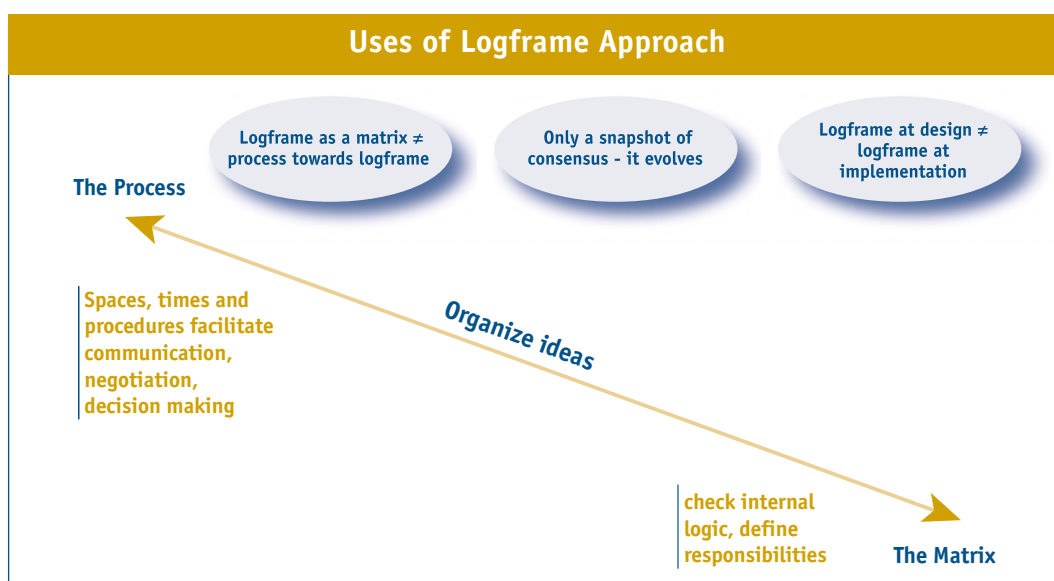 Uses of Logframe Approach
Logframe as a matrix ≠
process towards logframe
Only a snapshot of
consensus - it evolves
Logframe at design ≠
logframe at
implementation
The Process
Spaces, times and
procedures facilitate
communication,
negotiation,
decision making
Organize ideas
check internal
logic, define
responsibilities
The Matrix